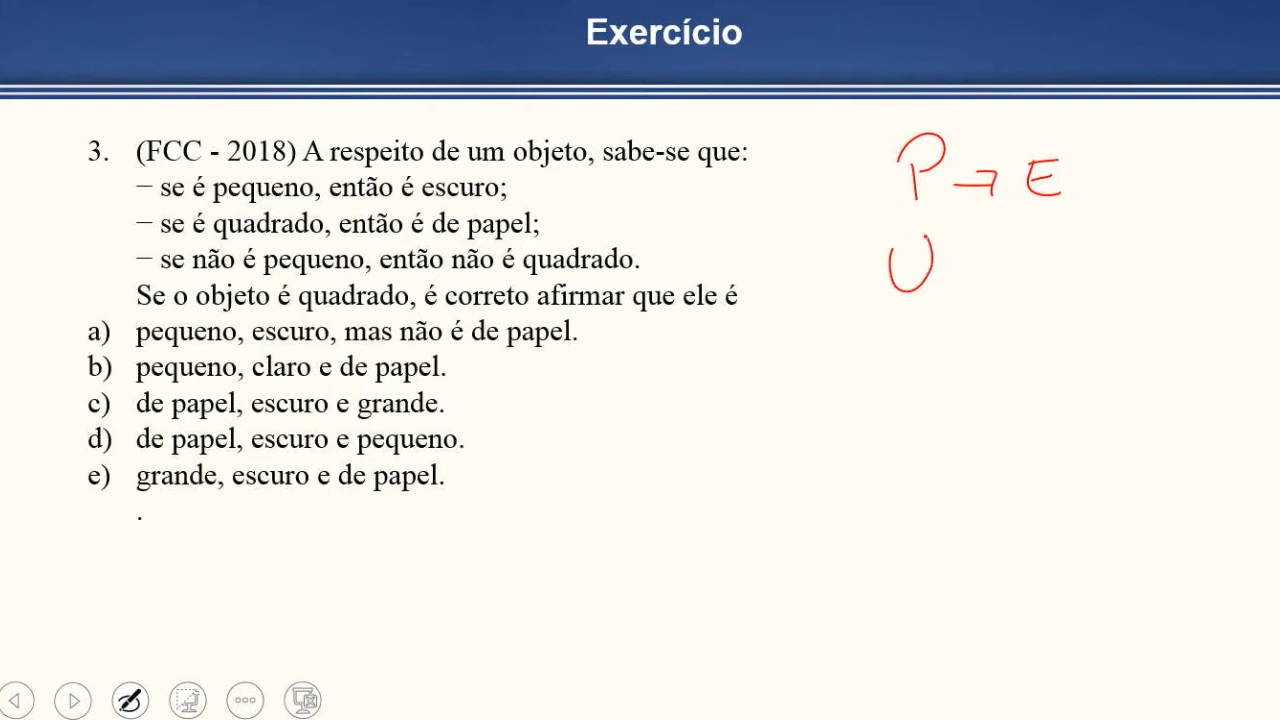 Exercício
3. (FCC - 2018) A respeito de um objeto, sabe-se que:
− se é pequeno, então é escuro;
− se é quadrado, então é de papel;
− se não é pequeno, então não é quadrado.
Se o objeto é quadrado, é correto afirmar que ele é
a) pequeno, escuro, mas não é de papel.
b) pequeno, claro e de papel.
c) de papel, escuro e grande.
d) de papel, escuro e pequeno.
e) grande, escuro e de papel.
.
P → E
U